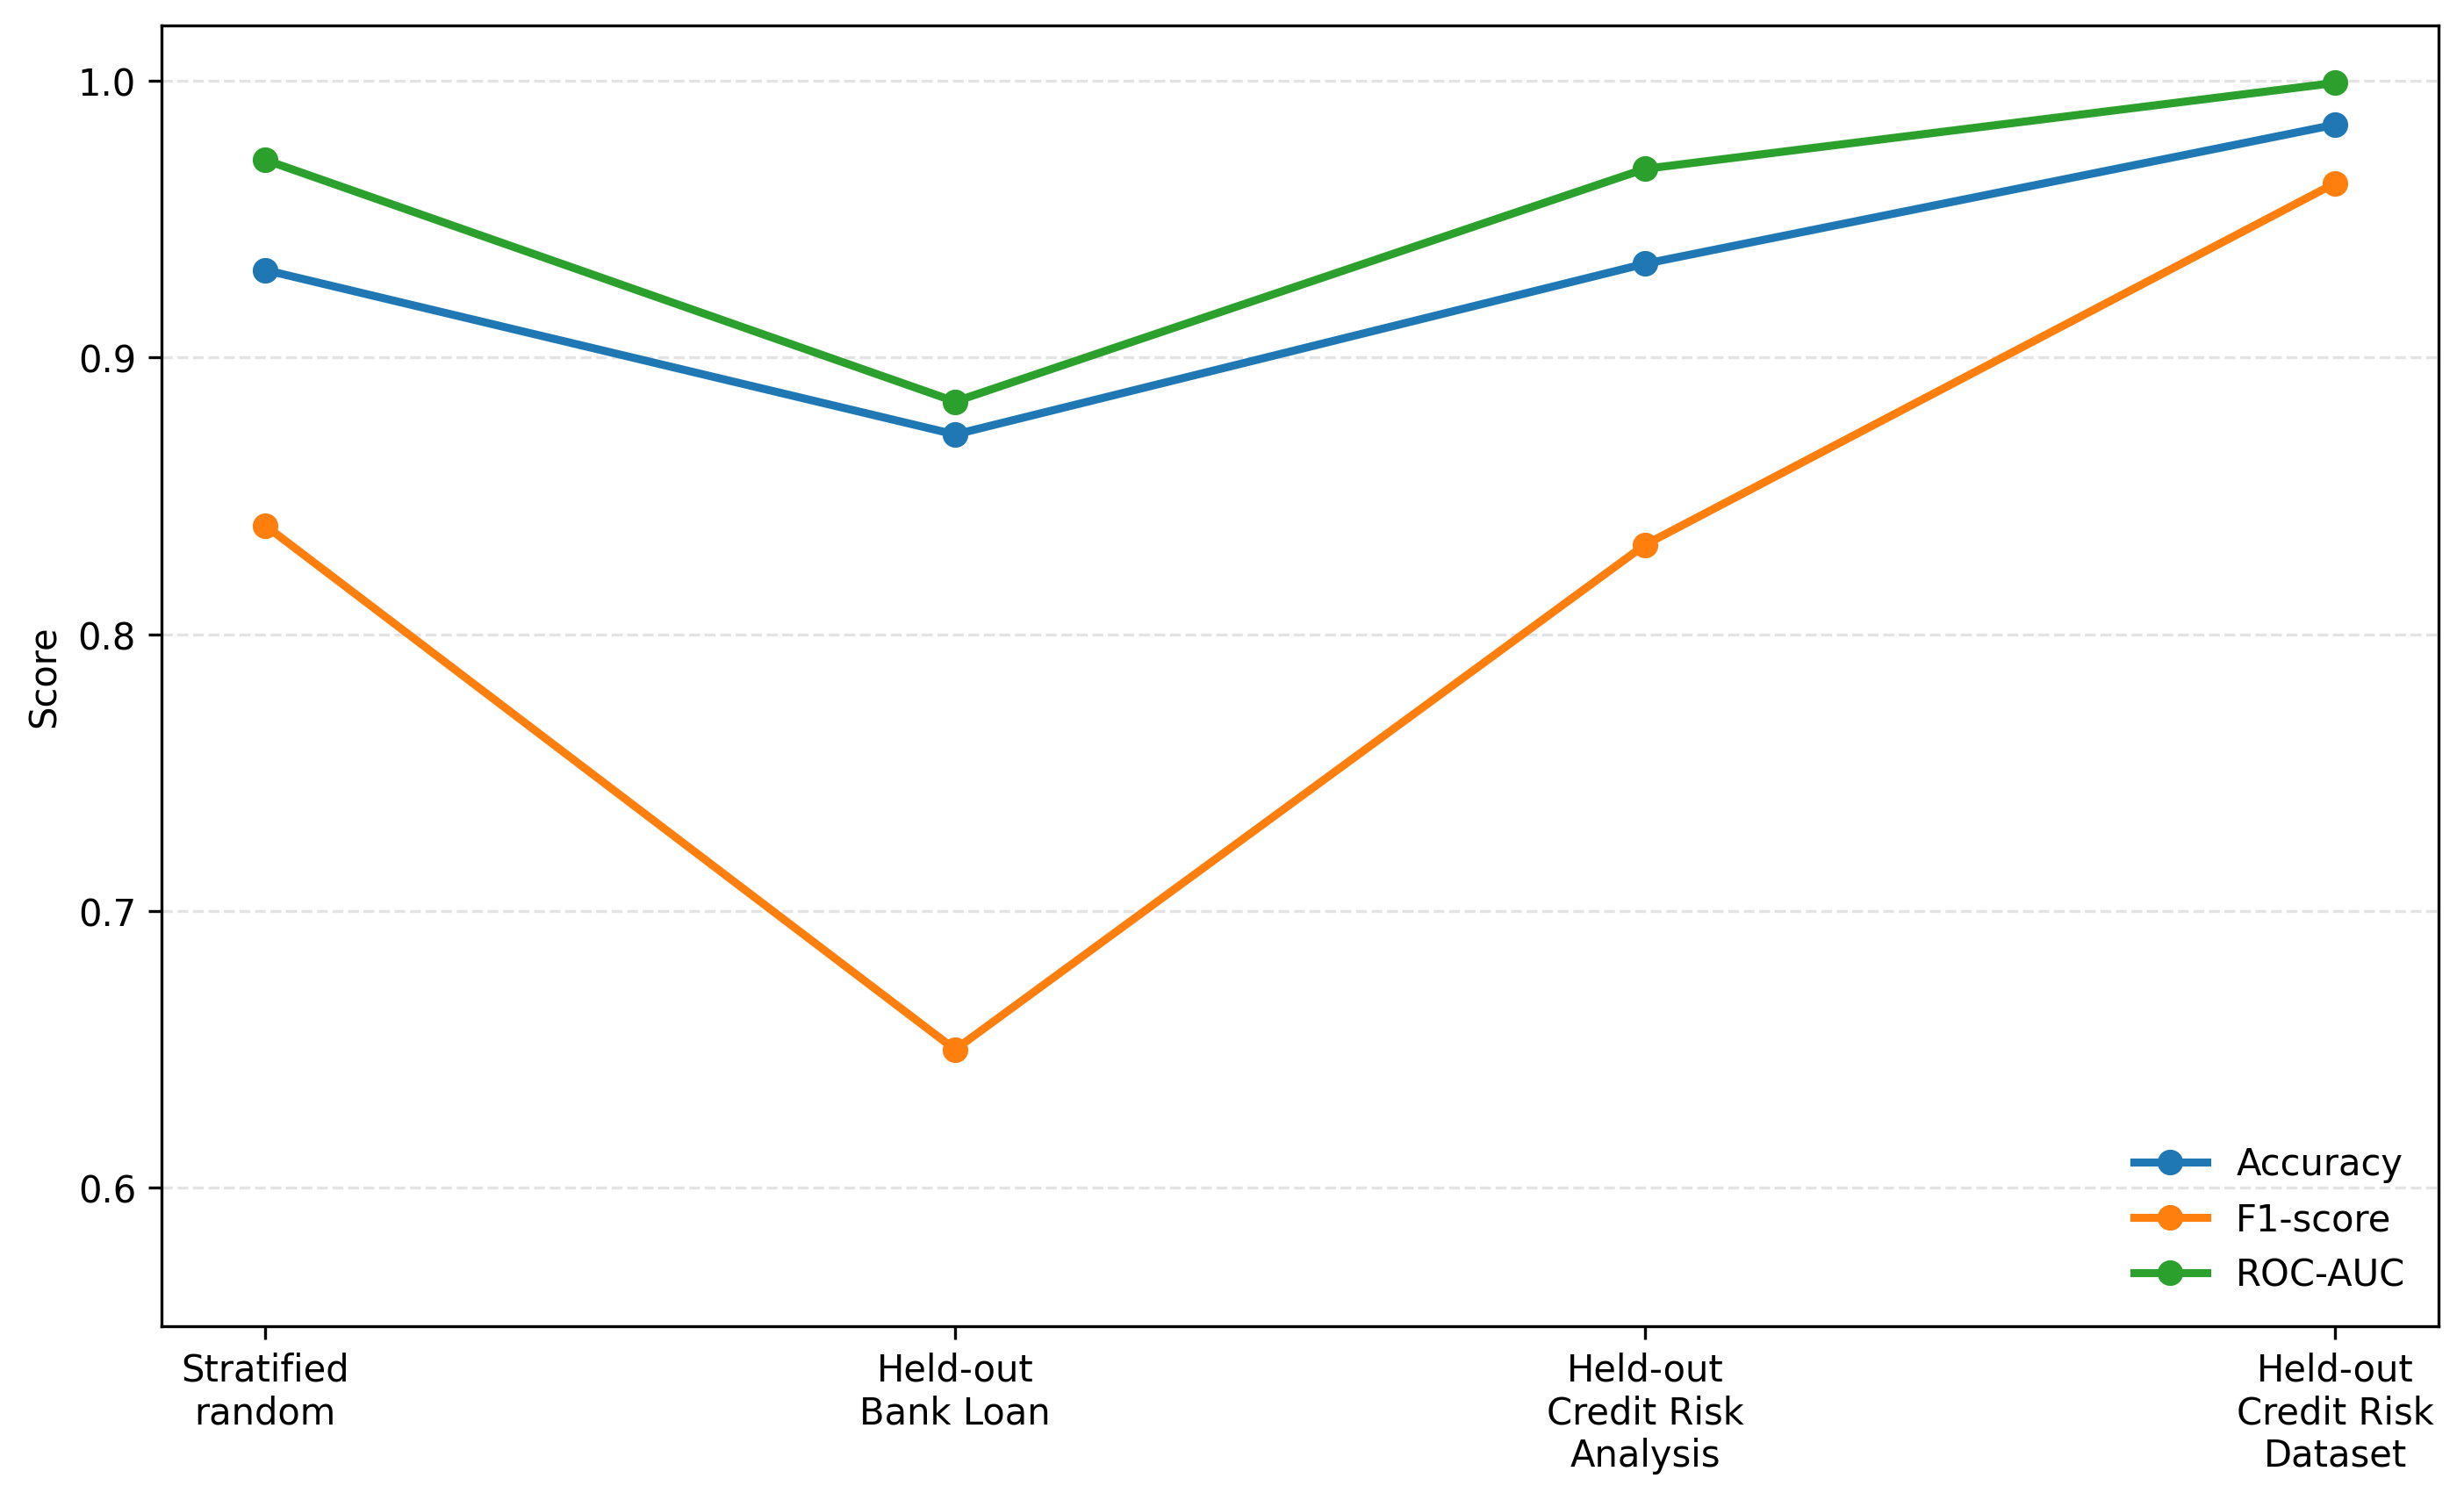 1.0
0.9
0.8
0.7
0.6
Score
Accuracy
F1-score
ROC-AUC
Stratified
random
Held-out
Bank Loan
Held-out
Credit Risk
Analysis
Held-out
Credit Risk
Dataset